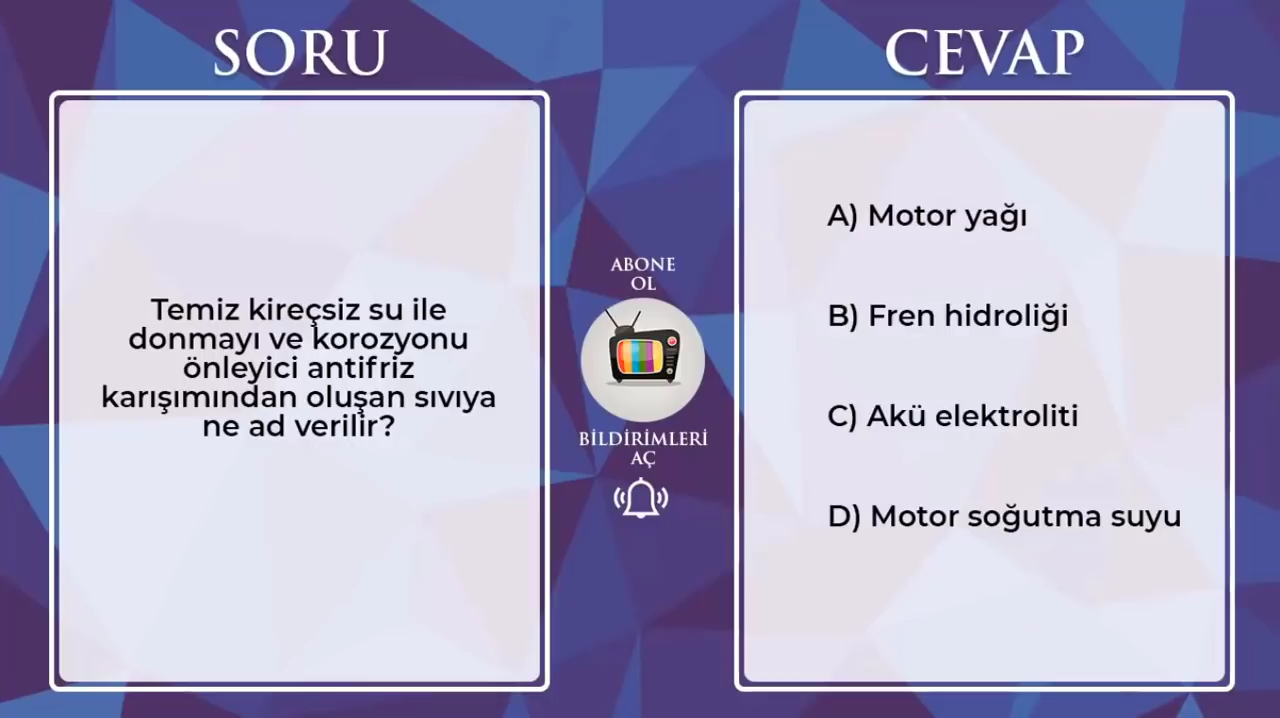 SORU
Temiz kireçsiz su ile
donmayı ve korozyonu
önleyici antifriz
karışımından oluşan sıvıya
ne ad verilir?
ABONE
OL
BİLDİRİMLERİ
AÇ
CEVAP
A) Motor yağı
B) Fren hidroliği
C) Akü elektroliti
D) Motor soğutma suyu